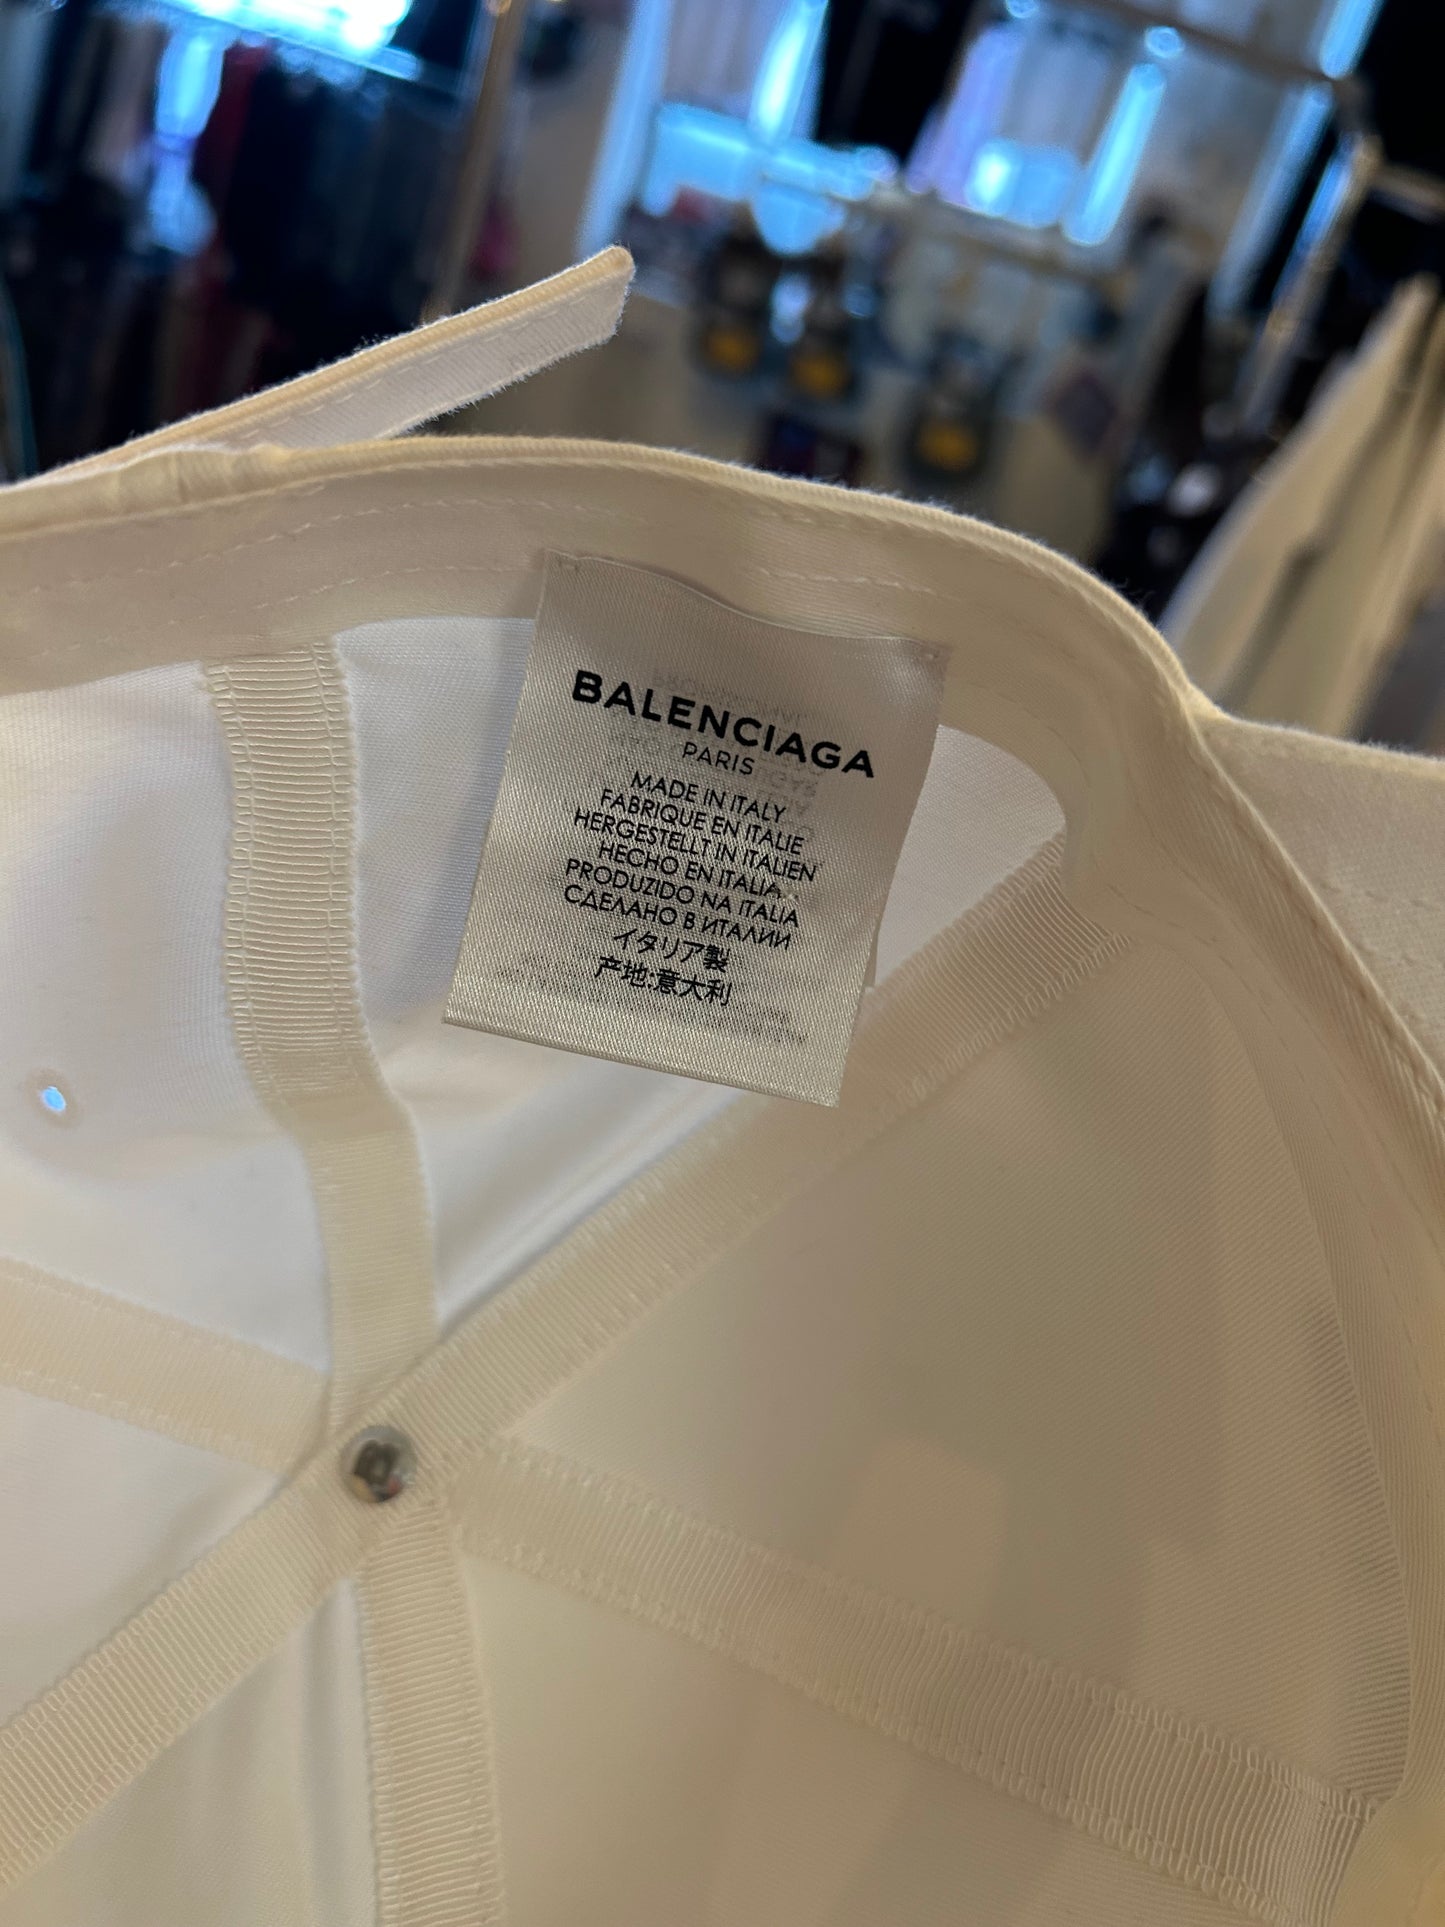 BALENCIAGA
PARIS
MADE IN ITALY
FABRIQUE EN ITALIE
HERGESTELLT IN ITALIEN
HECHO EN ITALIA
PRODUZIDO NA ITALIA
СДЕЛАНО В ИТАЛИИ
イタリア製
产地:意大利